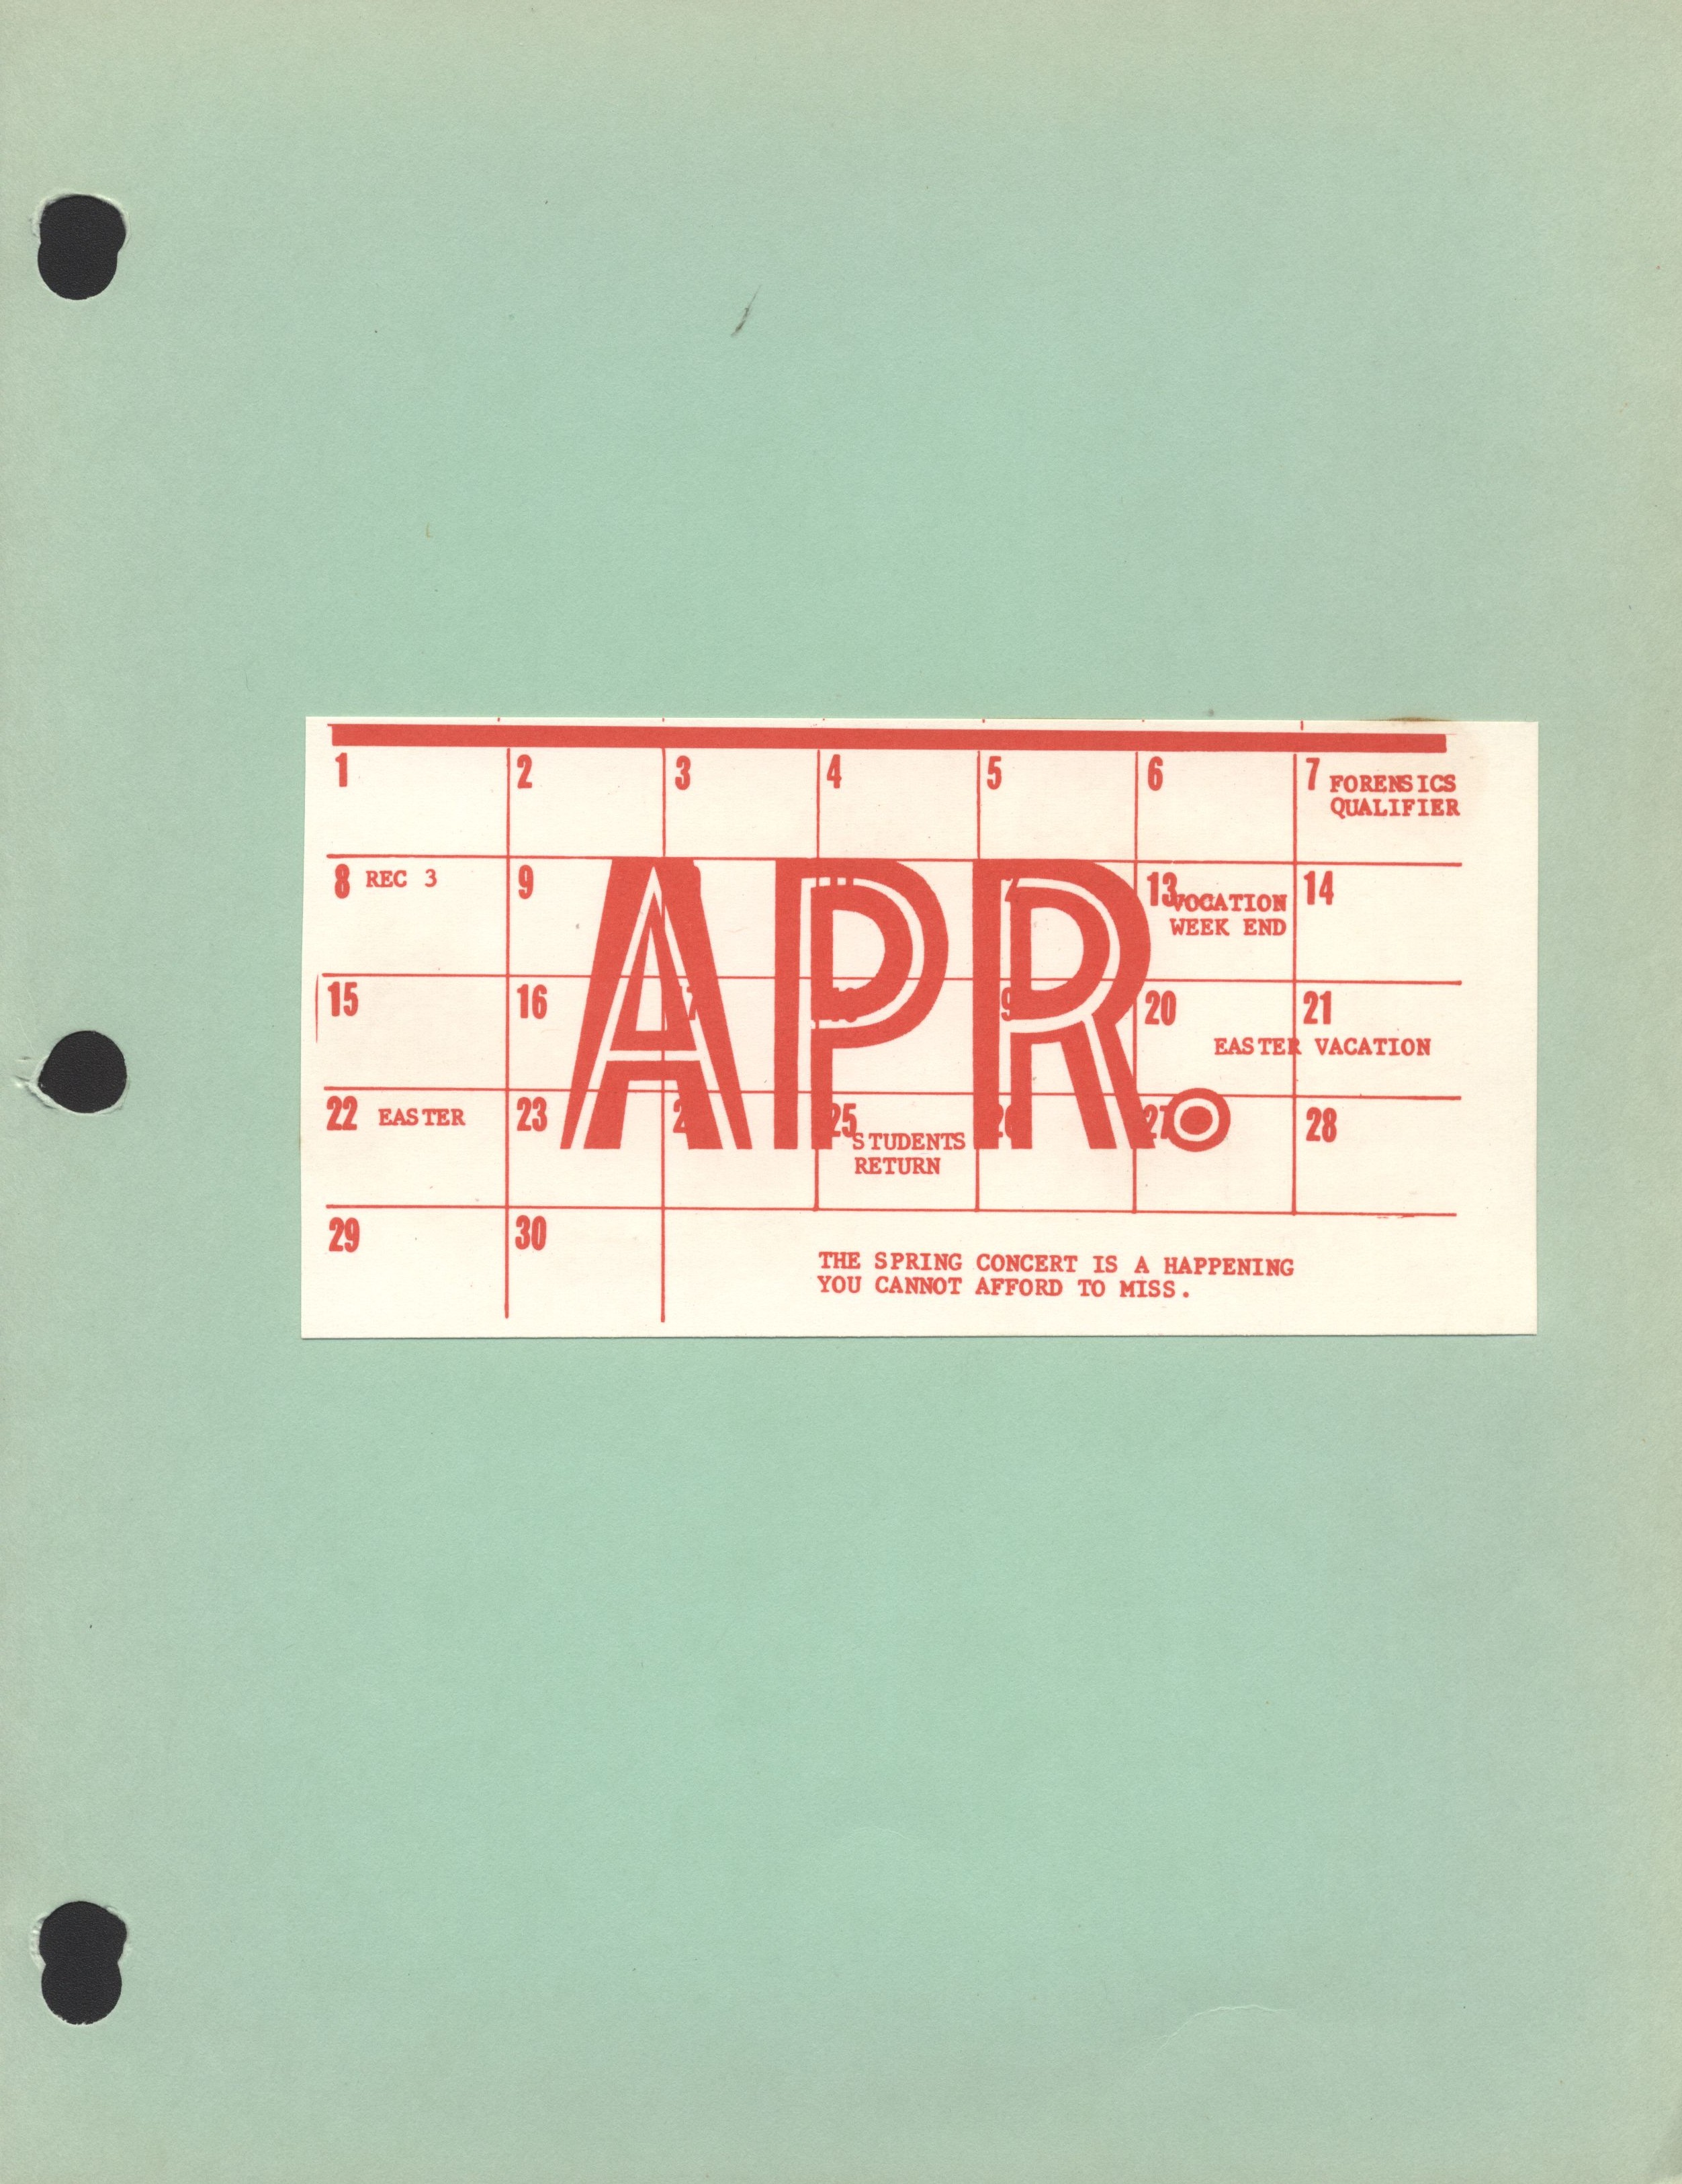 1 2 3 4 5 6 7 FORENSICS
QUALIFIER
8 REC 3 9 13 VOCATION 14
WEEK END
APR.
15 16 20 21
EASTER VACATION
22 EASTER 23 25 27 28
STUDENTS
RETURN
29 30
THE SPRING CONCERT IS A HAPPENING
YOU CANNOT AFFORD TO MISS.